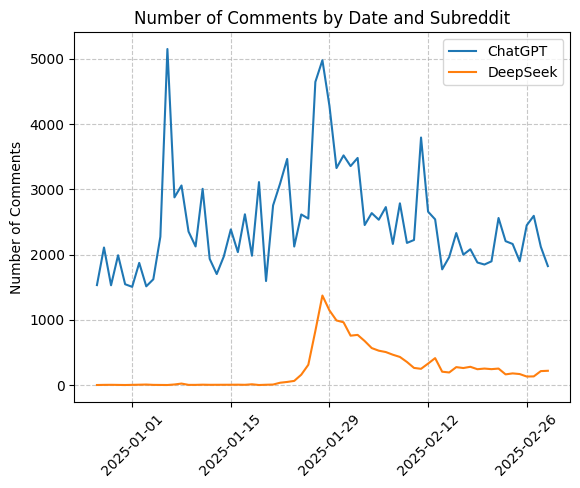 Number of Comments by Date and Subreddit
ChatGPT
DeepSeek
Number of Comments
5000
4000
3000
2000
1000
0
2025-01-01
2025-01-15
2025-01-29
2025-02-12
2025-02-26